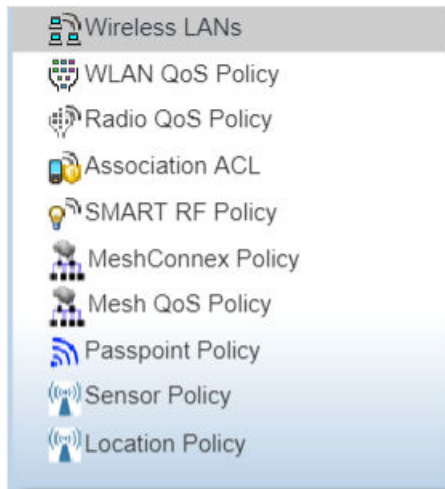 Wireless LANs
WLAN QoS Policy
Radio QoS Policy
Association ACL
SMART RF Policy
MeshConnex Policy
Mesh QoS Policy
Passpoint Policy
Sensor Policy
Location Policy